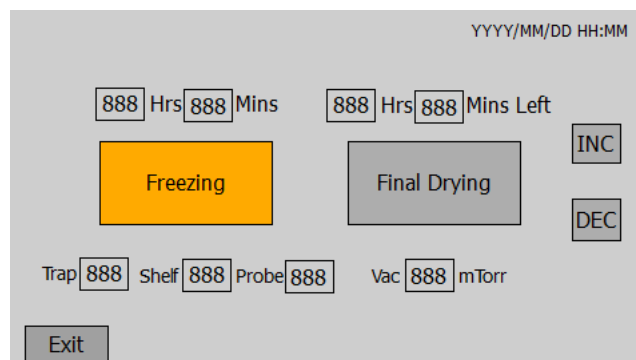 YYYY/MM/DD HH:MM
888 Hrs 888 Mins 888 Hrs 888 Mins Left
Freezing Final Drying INC
DEC
Trap 888 Shelf 888 Probe 888 Vac 888 mTorr
Exit